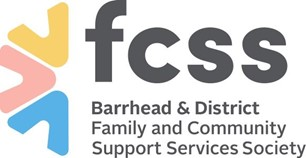 fcss
Barrhead & District
Family and Community
Support Services Society